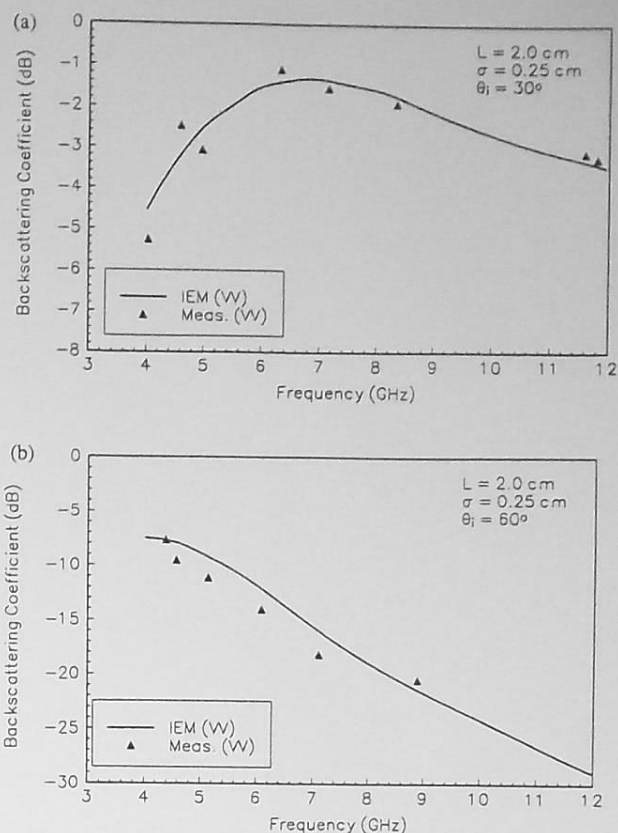 (a)
0
-1
-2
-3
-4
-5
-6
-7
-8
Backscattering Coefficient (dB)
L = 2.0 cm
σ = 0.25 cm
θi = 30°
IEM (VV)
Meas. (VV)
3 4 5 6 7 8 9 10 11 12
Frequency (GHz)
(b)
0
-5
-10
-15
-20
-25
-30
Backscattering Coefficient (dB)
L = 2.0 cm
σ = 0.25 cm
θi = 60°
IEM (VV)
Meas. (VV)
3 4 5 6 7 8 9 10 11 12
Frequency (GHz)